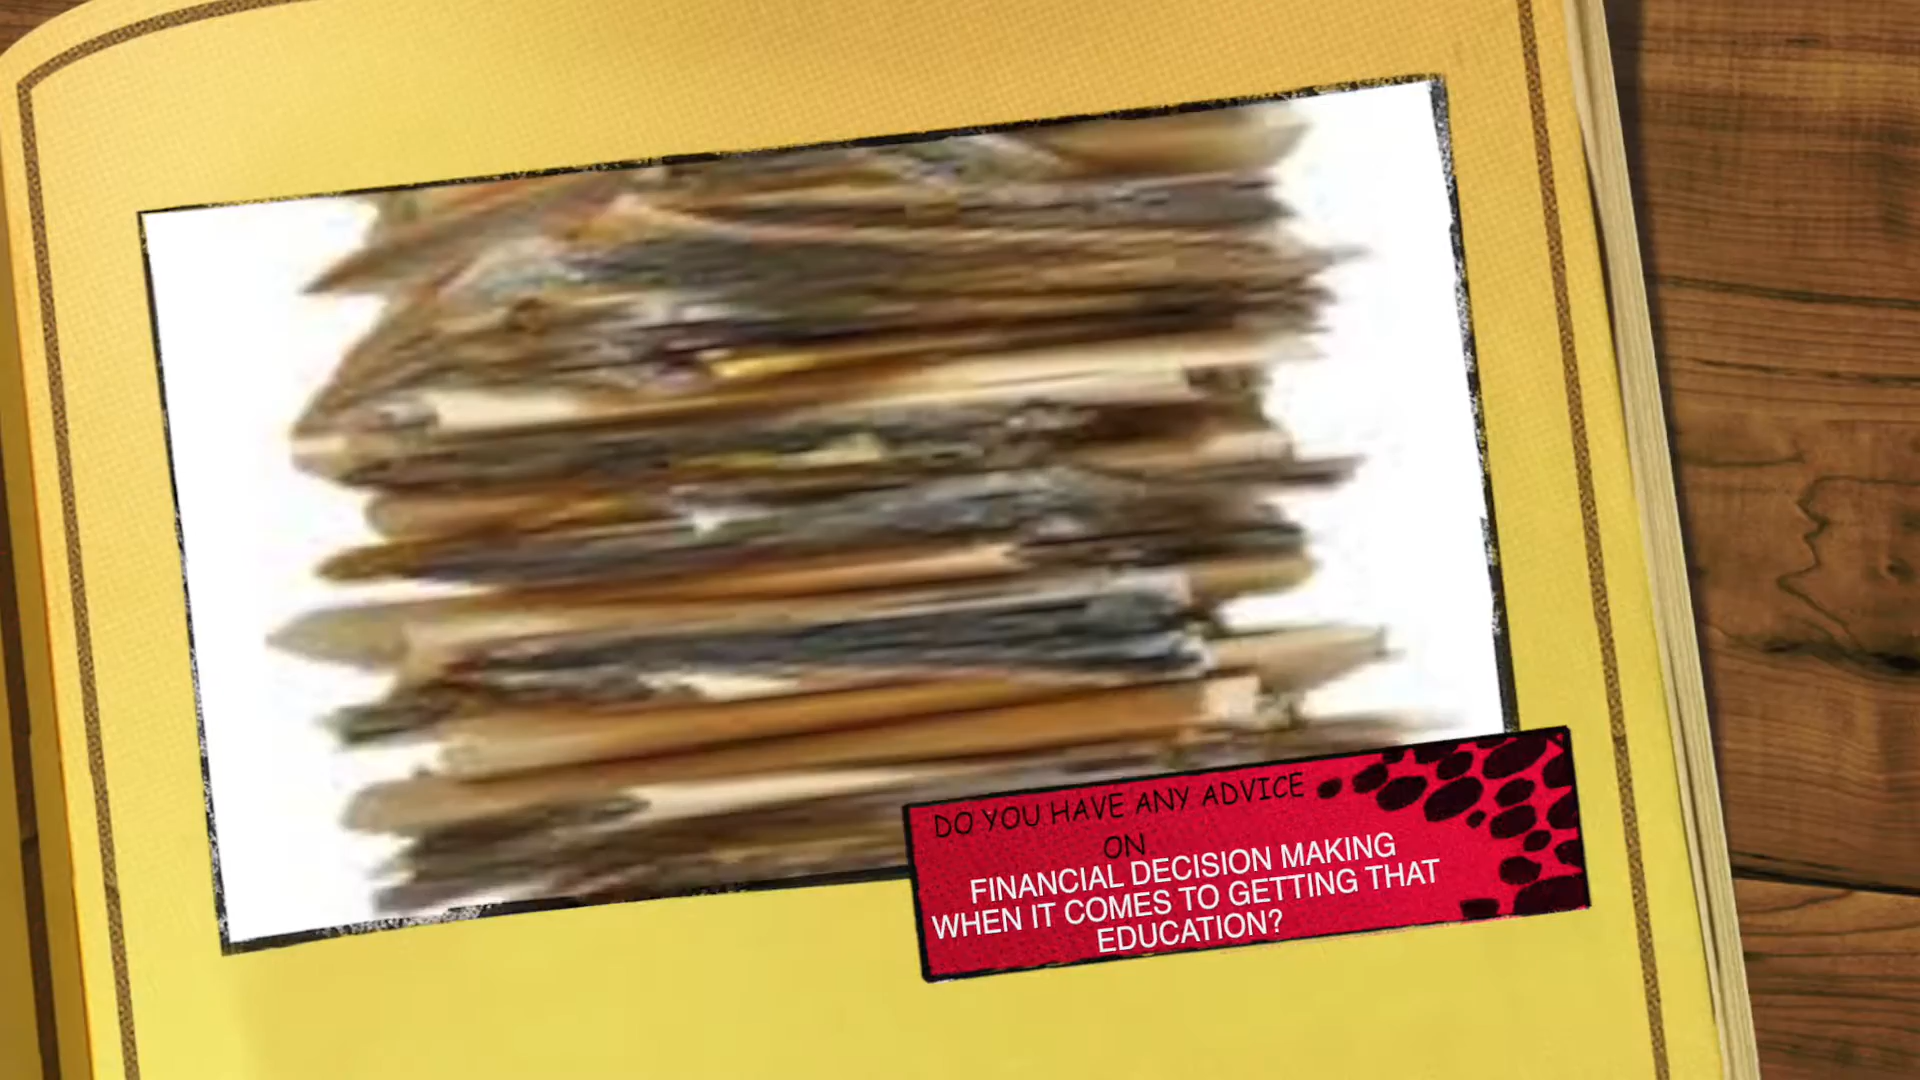 DO YOU HAVE ANY ADVICE
ON
FINANCIAL DECISION MAKING
WHEN IT COMES TO GETTING THAT
EDUCATION?